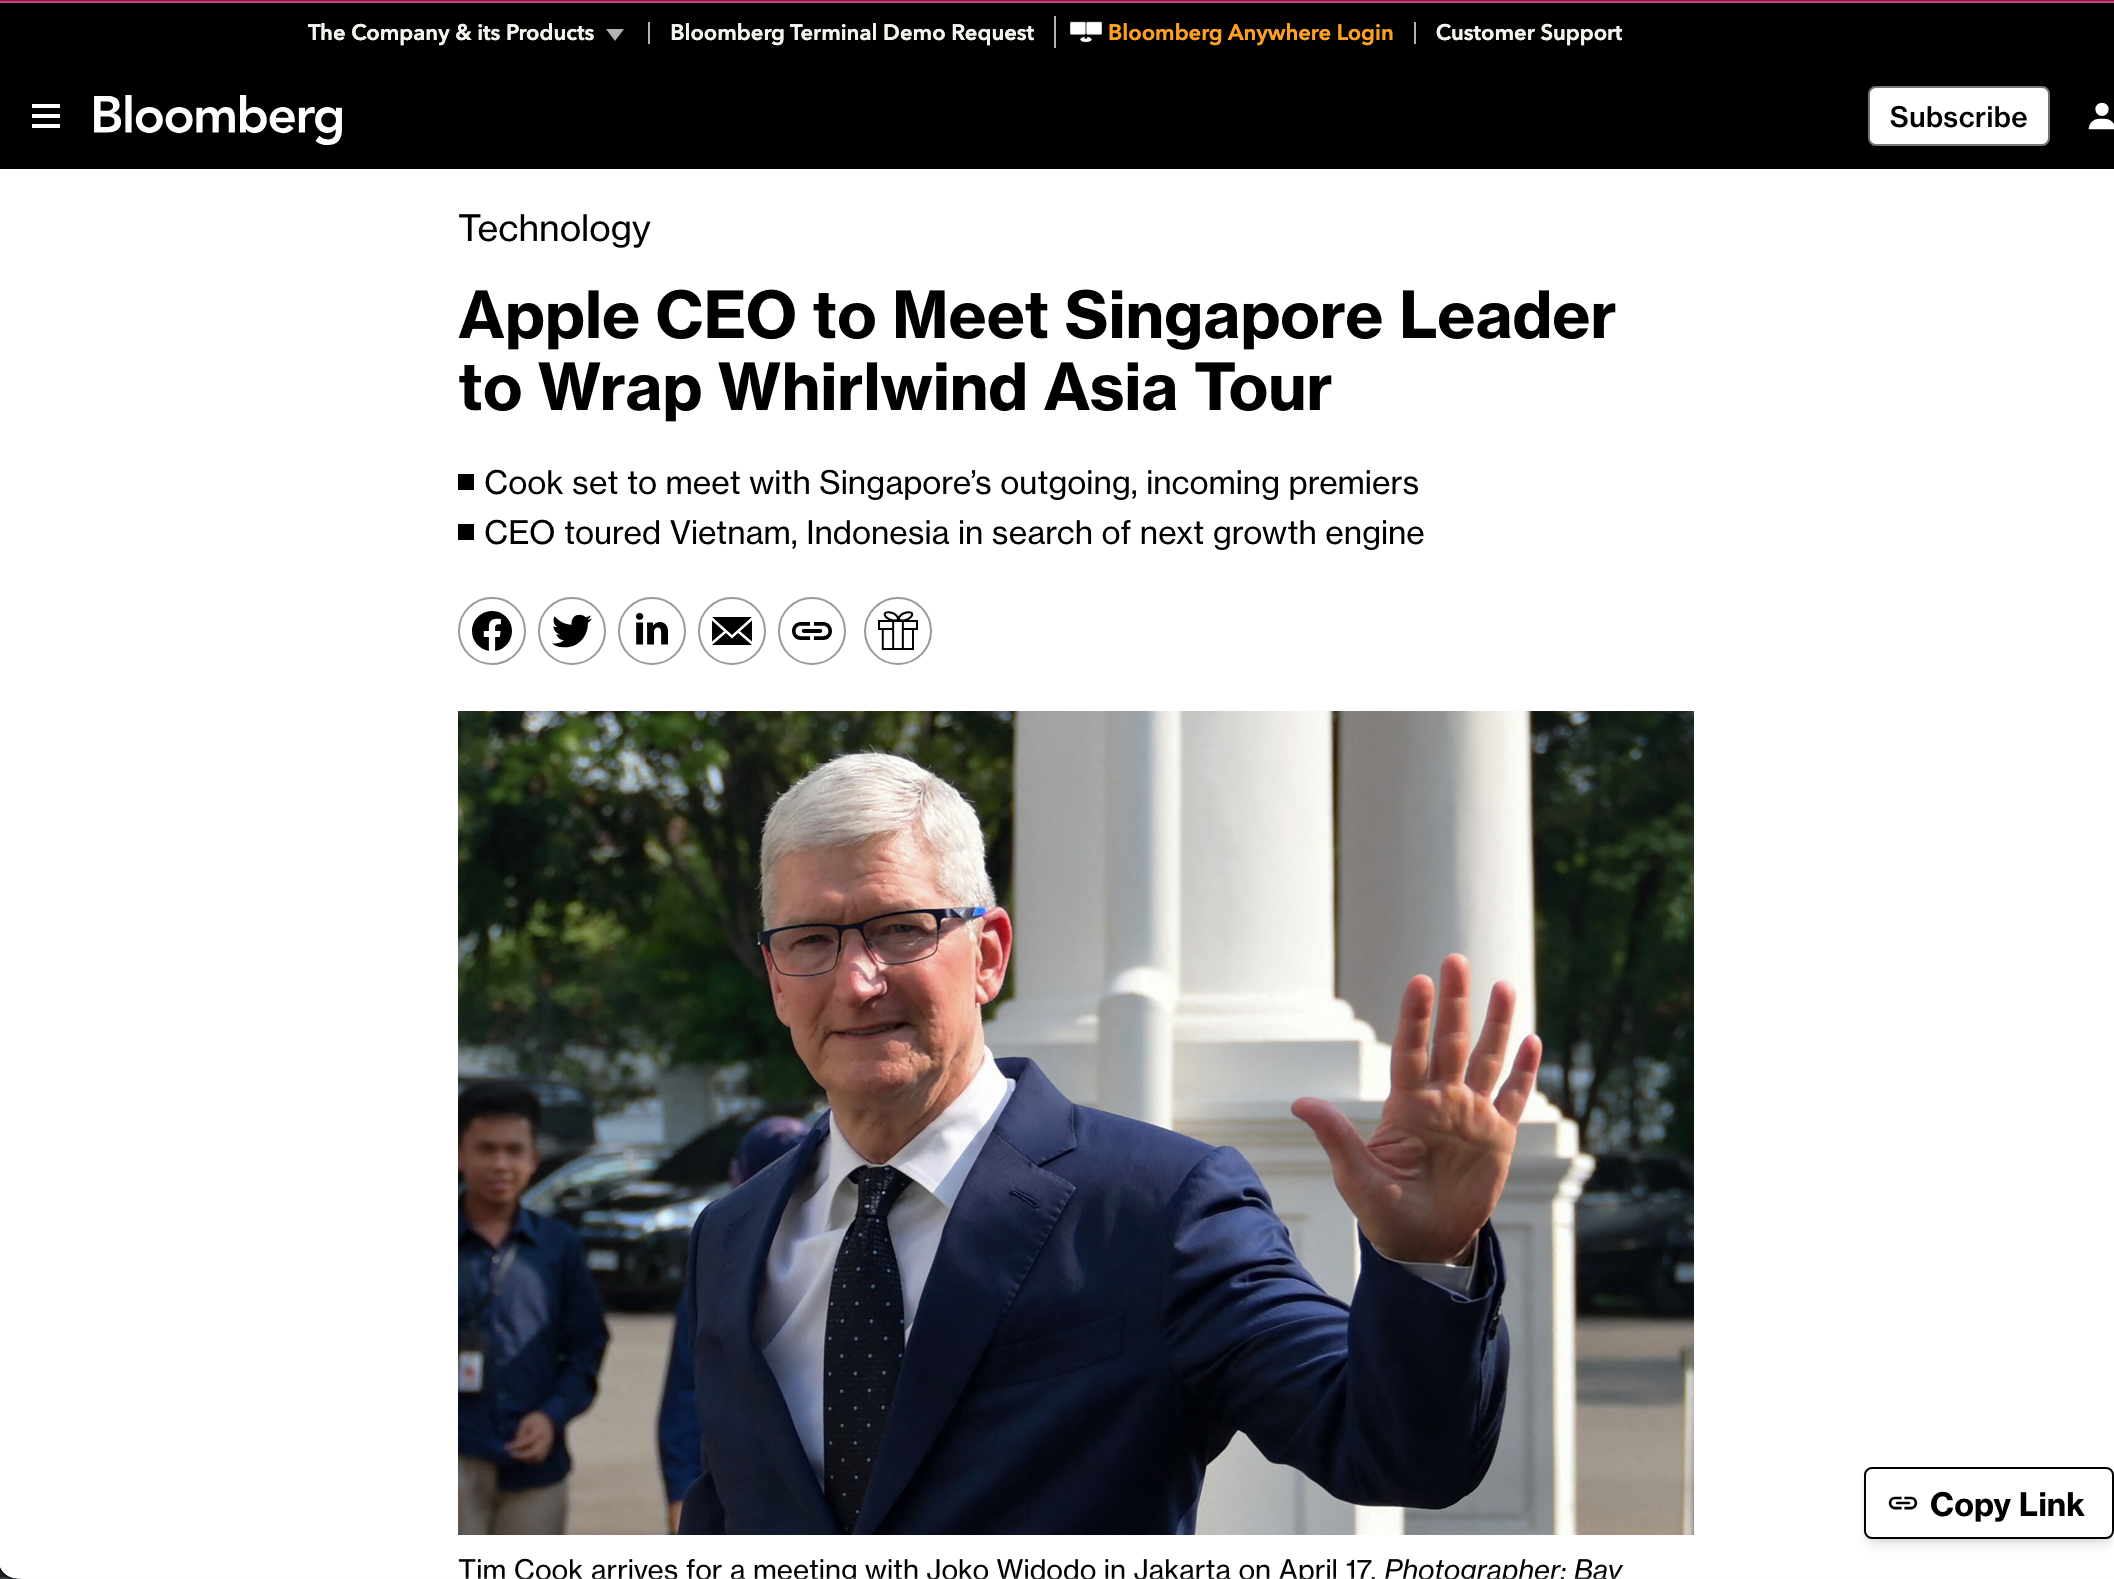 The Company & its Products
Bloomberg Terminal Demo Request
Bloomberg Anywhere Login
Customer Support
Bloomberg
Subscribe
Technology
Apple CEO to Meet Singapore Leader
to Wrap Whirlwind Asia Tour
Cook set to meet with Singapore’s outgoing, incoming premiers
CEO toured Vietnam, Indonesia in search of next growth engine
Copy Link
Tim Cook arrives for a meeting with Joko Widodo in Jakarta on April 17. Photographer: Bay